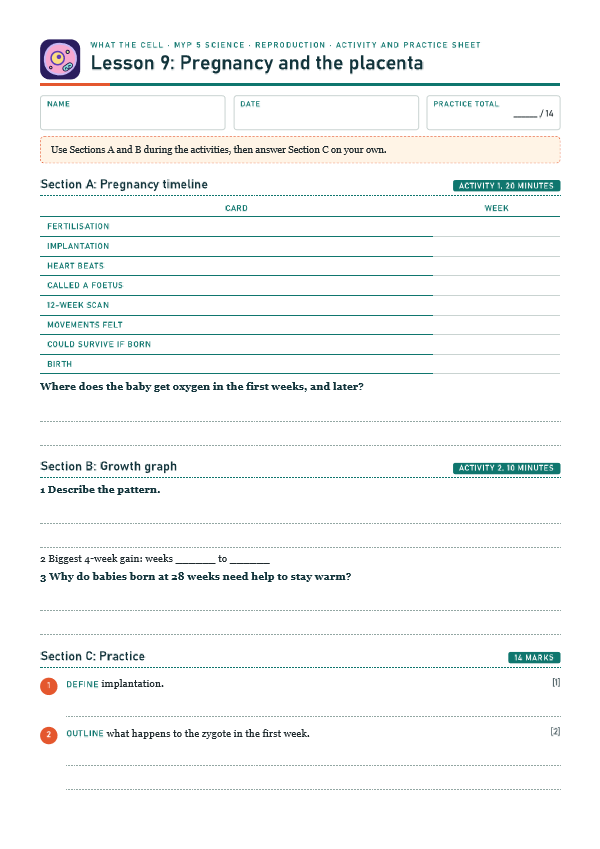 WHAT THE CELL · MYP 5 SCIENCE · REPRODUCTION · ACTIVITY AND PRACTICE SHEET
Lesson 9: Pregnancy and the placenta
NAME
DATE
PRACTICE TOTAL
_____ / 14
Use Sections A and B during the activities, then answer Section C on your own.
Section A: Pregnancy timeline
ACTIVITY 1, 20 MINUTES
CARD WEEK
FERTILISATION
IMPLANTATION
HEART BEATS
CALLED A FOETUS
12-WEEK SCAN
MOVEMENTS FELT
COULD SURVIVE IF BORN
BIRTH
Where does the baby get oxygen in the first weeks, and later?
Section B: Growth graph
ACTIVITY 2, 10 MINUTES
1 Describe the pattern.
2 Biggest 4-week gain: weeks ______ to ______
3 Why do babies born at 28 weeks need help to stay warm?
Section C: Practice
14 MARKS
1 DEFINE implantation. [1]
2 OUTLINE what happens to the zygote in the first week. [2]